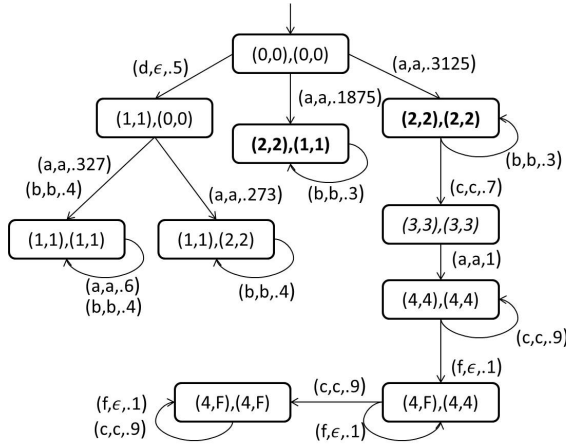 (0,0),(0,0)
(d,ϵ,.5)
(a,a,.3125)
(a,a,.1875)
(1,1),(0,0)
(2,2),(1,1)
(2,2),(2,2)
(b,b,.3)
(b,b,.3)
(a,a,.327)
(b,b,.4)
(a,a,.273)
(c,c,.7)
(1,1),(1,1)
(1,1),(2,2)
(3,3),(3,3)
(a,a,.6)
(b,b,.4)
(b,b,.4)
(a,a,1)
(4,4),(4,4)
(c,c,.9)
(f,ϵ,.1)
(f,ϵ,.1)
(c,c,.9)
(4,F),(4,F)
(c,c,.9)
(4,F),(4,4)
(f,ϵ,.1)